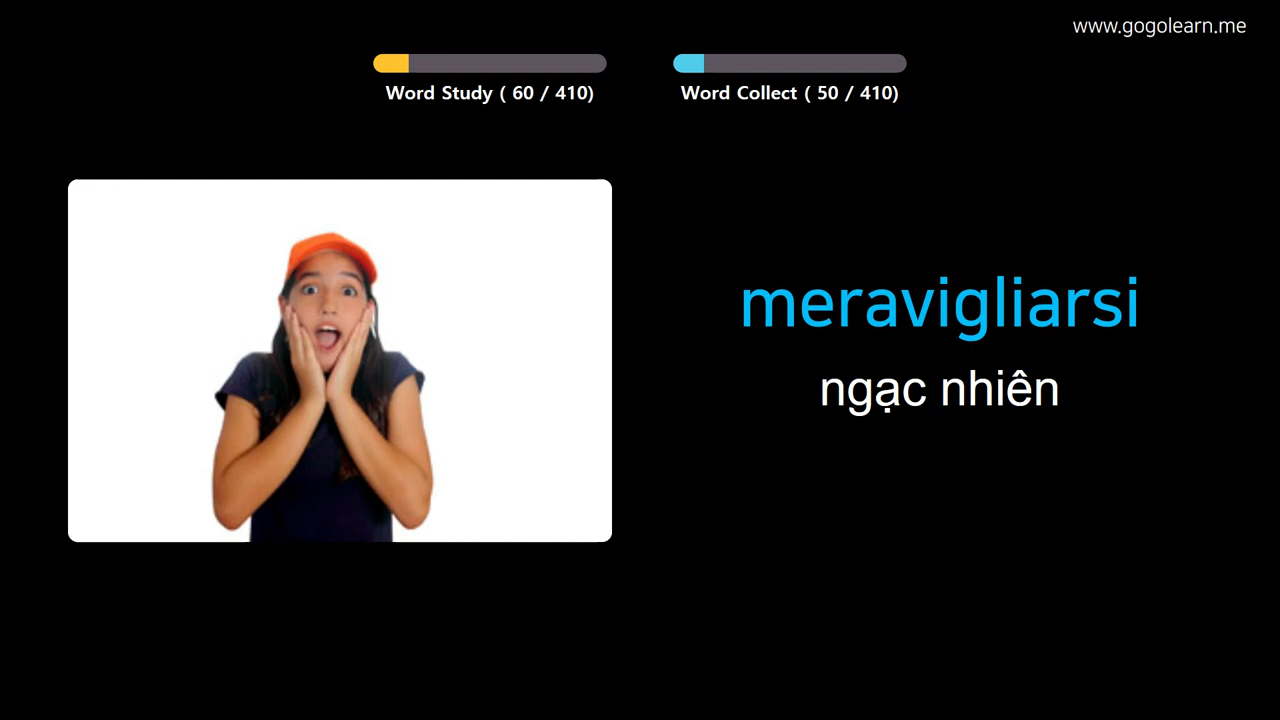 www.gogolearn.me
Word Study ( 60 / 410)
Word Collect ( 50 / 410)
meravigliarsi
ngạc nhiên